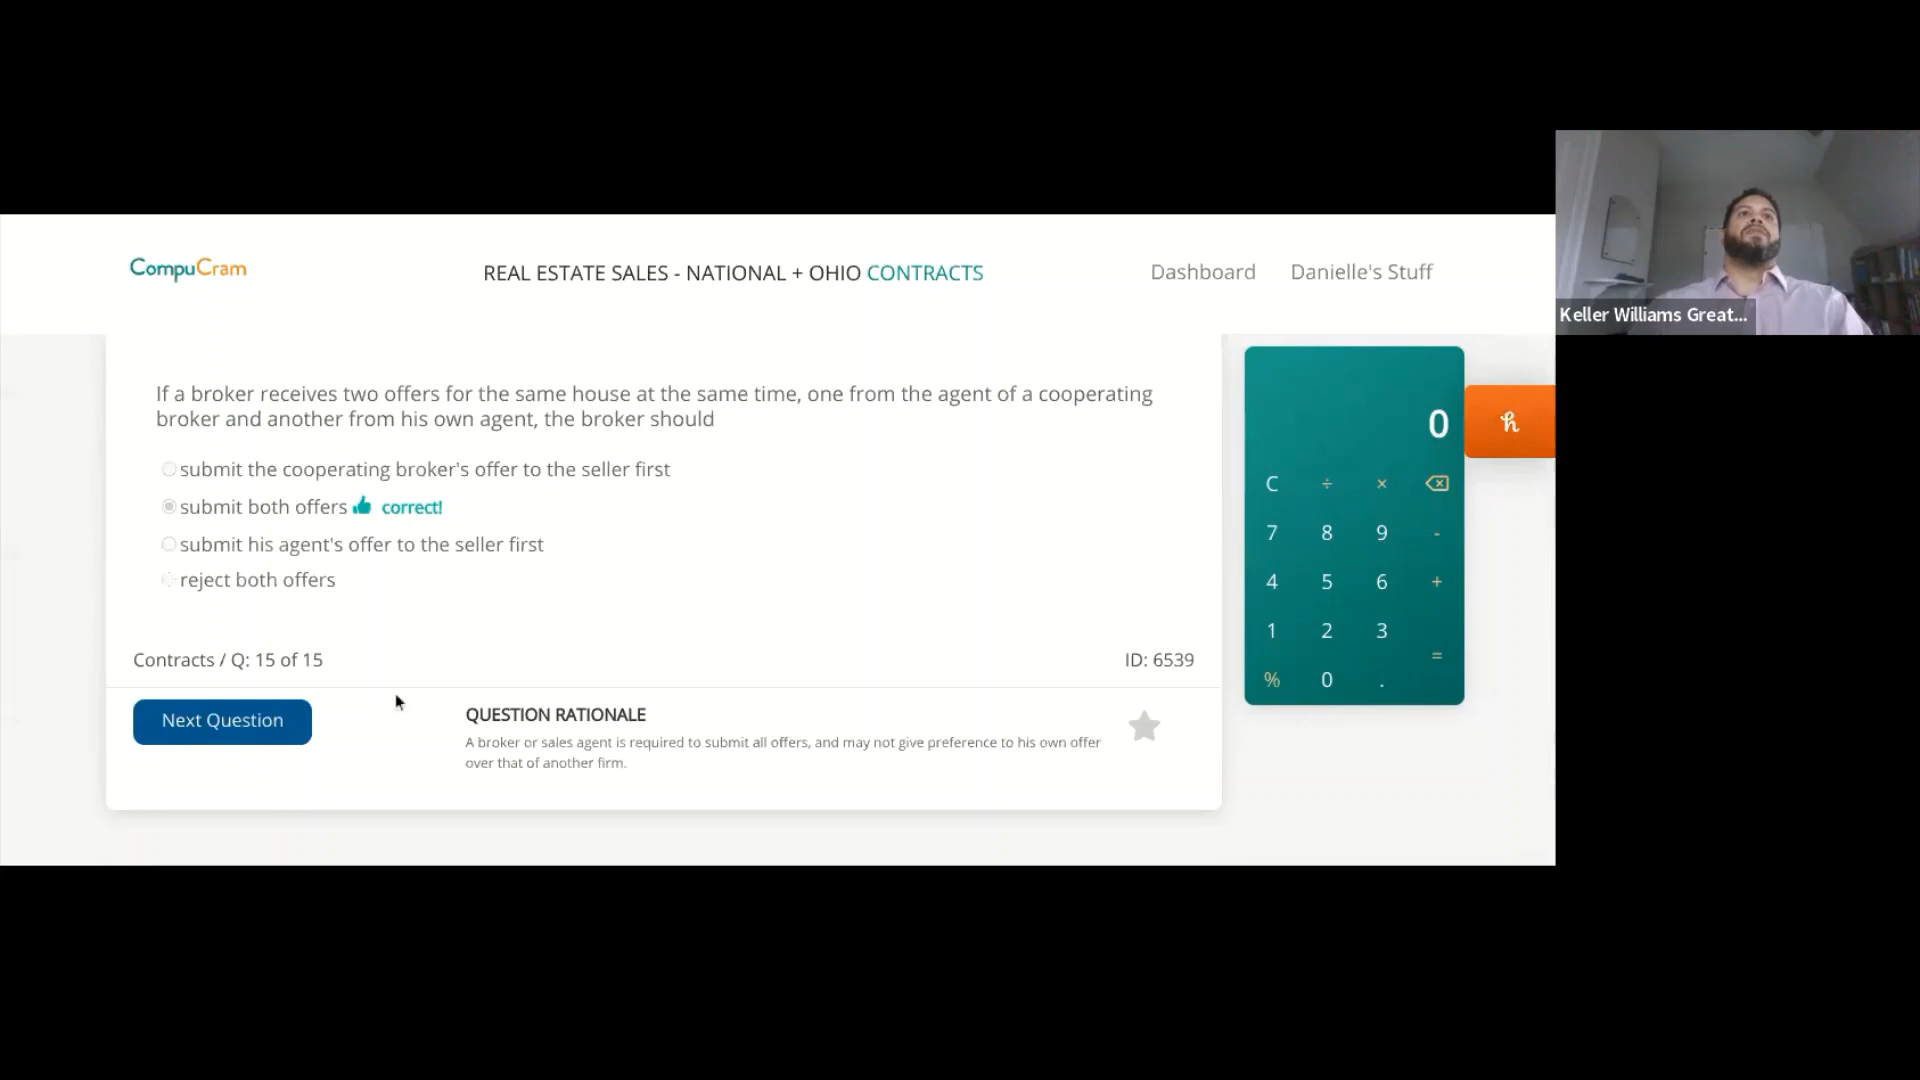 CompuCram
REAL ESTATE SALES - NATIONAL + OHIO CONTRACTS
Dashboard
Danielle's Stuff
Keller Williams Great...
If a broker receives two offers for the same house at the same time, one from the agent of a cooperating
broker and another from his own agent, the broker should
submit the cooperating broker's offer to the seller first
submit both offers correct!
submit his agent's offer to the seller first
reject both offers
Contracts / Q: 15 of 15
ID: 6539
Next Question
QUESTION RATIONALE
A broker or sales agent is required to submit all offers, and may not give preference to his own offer
over that of another firm.
0
h
C ÷ ×
7 8 9 -
4 5 6 +
1 2 3
=
% 0 .